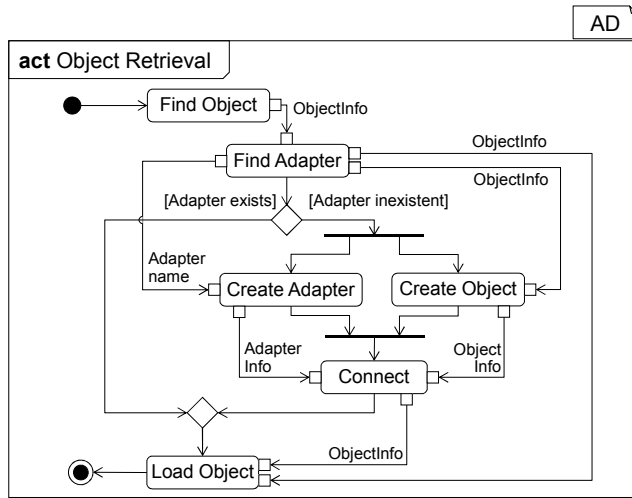 AD
act Object Retrieval
Find Object
ObjectInfo
ObjectInfo
Find Adapter
ObjectInfo
[Adapter exists]
[Adapter inexistent]
Adapter
name
Create Adapter
Create Object
Adapter
Info
Object
Info
Connect
ObjectInfo
Load Object